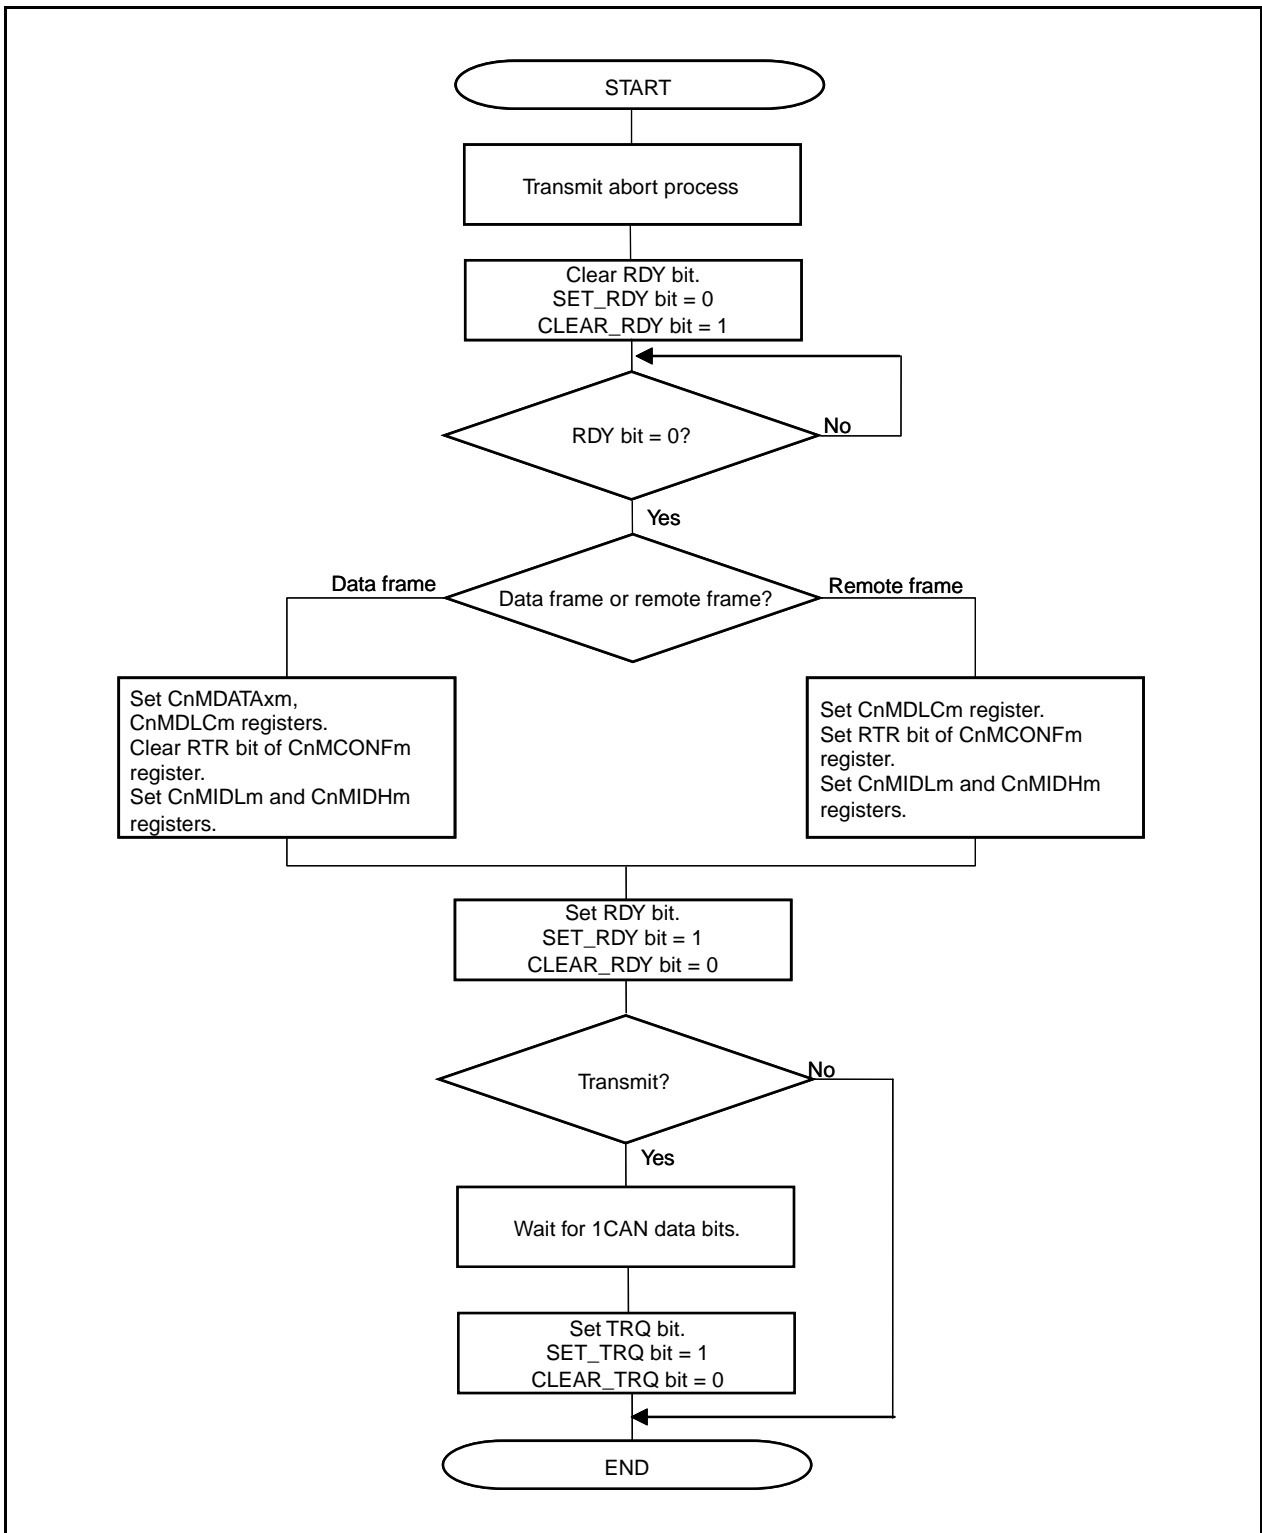 START
Transmit abort process
Clear RDY bit.
SET_RDY bit = 0
CLEAR_RDY bit = 1
RDY bit = 0?
No
Yes
Data frame
Data frame or remote frame?
Remote frame
Set CnMDATAxm,
CnMDLCm registers.
Clear RTR bit of CnMCONFm
register.
Set CnMIDLm and CnMIDHm
registers.
Set CnMDLCm register.
Set RTR bit of CnMCONFm
register.
Set CnMIDLm and CnMIDHm
registers.
Set RDY bit.
SET_RDY bit = 1
CLEAR_RDY bit = 0
Transmit?
No
Yes
Wait for 1CAN data bits.
Set TRQ bit.
SET_TRQ bit = 1
CLEAR_TRQ bit = 0
END